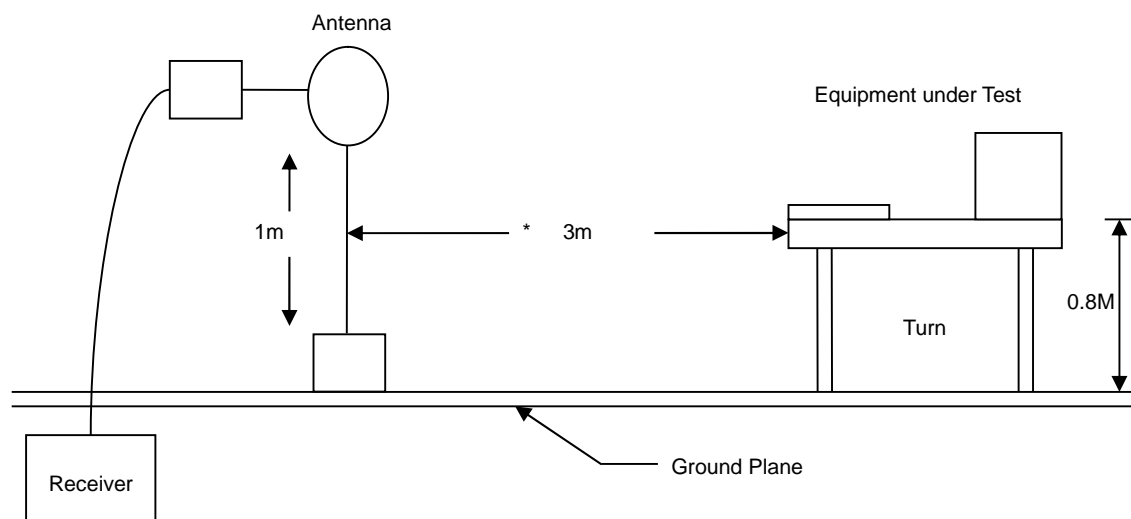 Antenna
Equipment under Test
1m
* 3m
0.8M
Turn
Ground Plane
Receiver